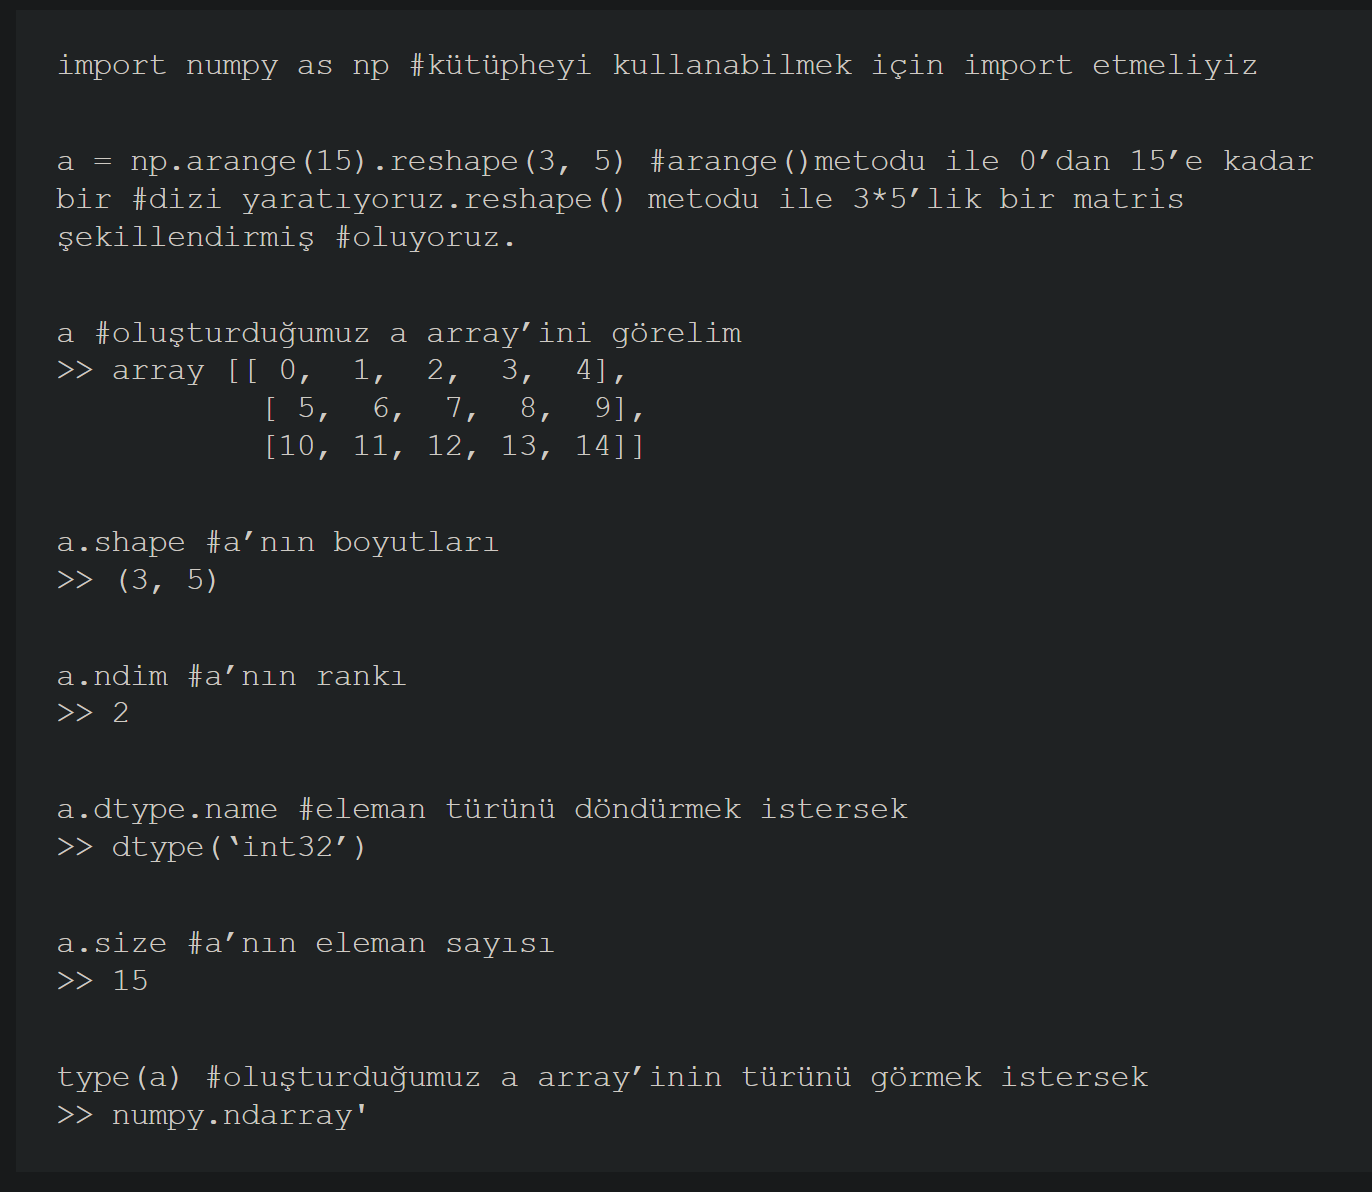 import numpy as np #kütüpheyi kullanabilmek için import etmeliyiz
a = np.arange(15).reshape(3, 5) #arange()metodu ile 0’dan 15’e kadar
bir #dizi yaratıyoruz.reshape() metodu ile 3*5’lik bir matris
şekillendirmiş #oluyoruz.
a #oluşturduğumuz a array’ini görelim
>> array [[ 0,  1,  2,  3,  4],
[ 5,  6,  7,  8,  9],
[10, 11, 12, 13, 14]]
a.shape #a’nın boyutları
>> (3, 5)
a.ndim #a’nın rankı
>> 2
a.dtype.name #eleman türünü döndürmek istersek
>> dtype(‘int32’)
a.size #a’nın eleman sayısı
>> 15
type(a) #oluşturduğumuz a array’inin türünü görmek istersek
>> numpy.ndarray'